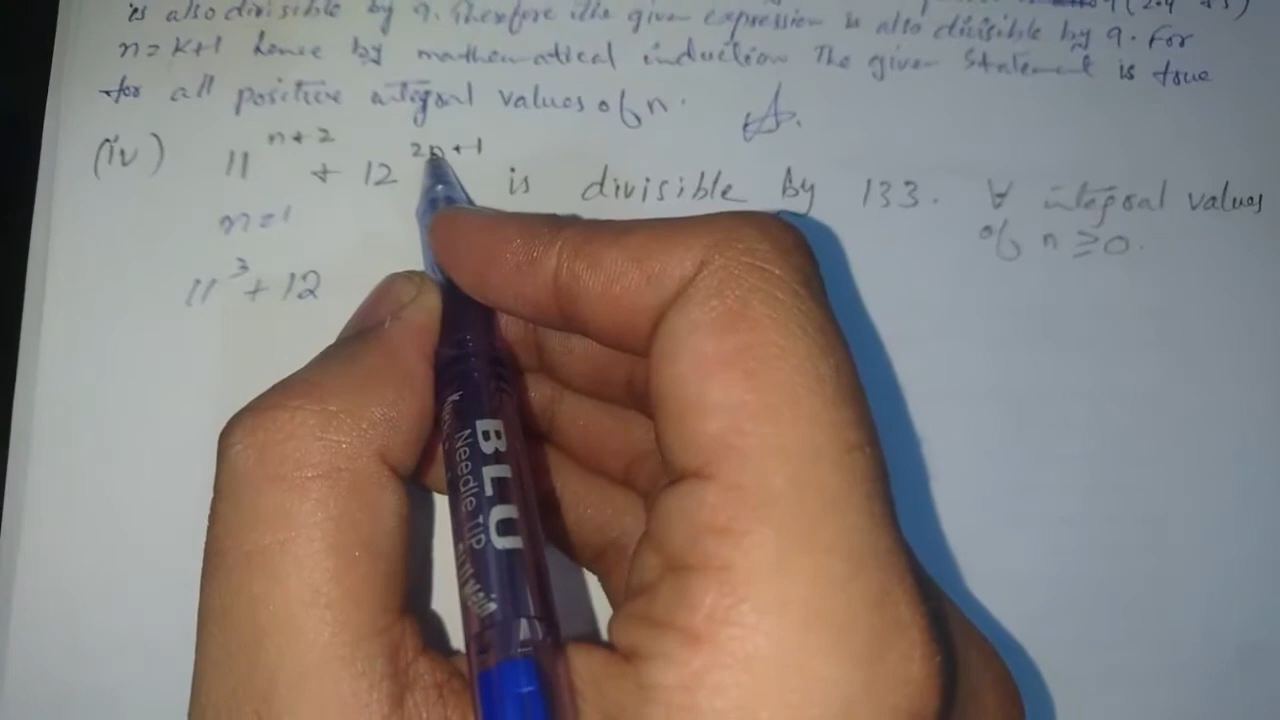 is also divisible by 9. Therefore the given expression is also divisible by 9. For
n = k+1 hence by mathematical induction The given Statement is true
for all positive integral values of n.
(iv) 11^{n+2} + 12^{2n+1} is divisible By 133. ∀ integral values
of n ≥ 0.
n = 1
11^3 + 12
BLU
Needle TIP